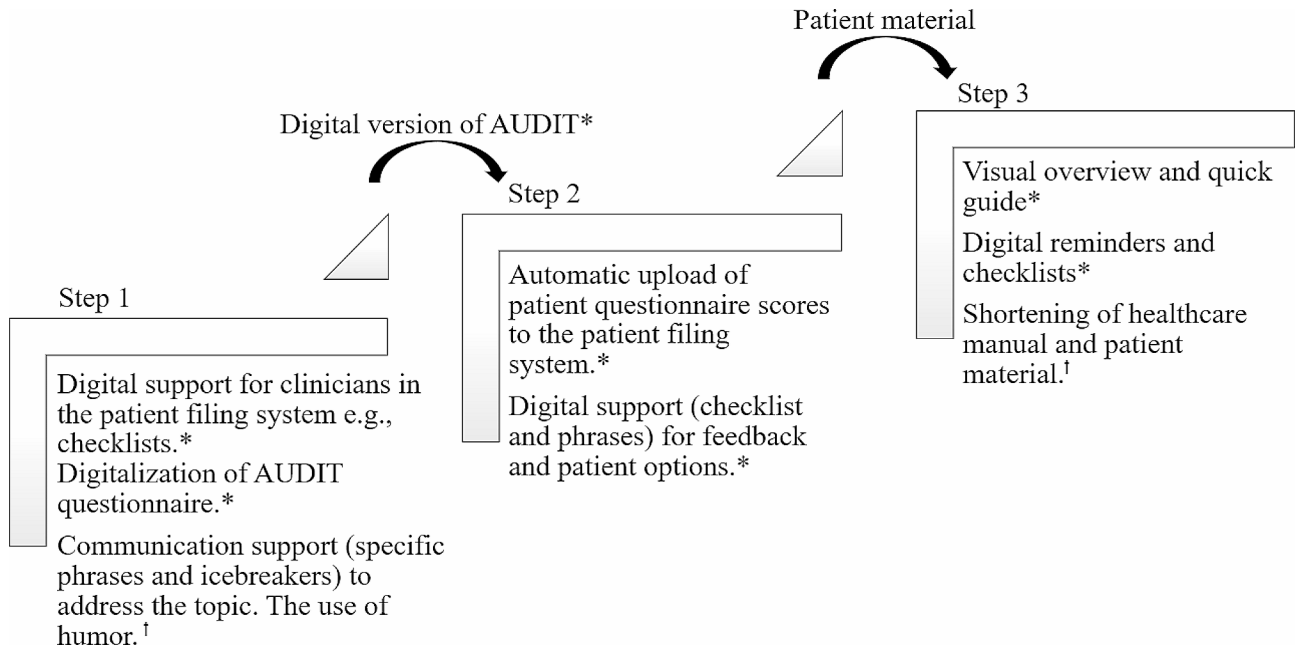 Patient material
Step 3
Digital version of AUDIT*
Visual overview and quick
guide*
Step 2
Digital reminders and
checklists*
Automatic upload of
patient questionnaire scores
to the patient filing
system.*
Step 1
Shortening of healthcare
manual and patient
material.†
Digital support for clinicians in
the patient filing system e.g.,
checklists.*
Digital support (checklist
and phrases) for feedback
and patient options.*
Digitalization of AUDIT
questionnaire.*
Communication support (specific
phrases and icebreakers) to
address the topic. The use of
humor.†